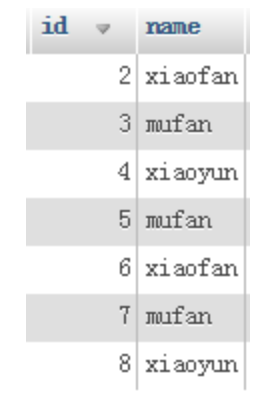 id name
2 xiaofan
3 mufan
4 xiaoyun
5 mufan
6 xiaofan
7 mufan
8 xiaoyun